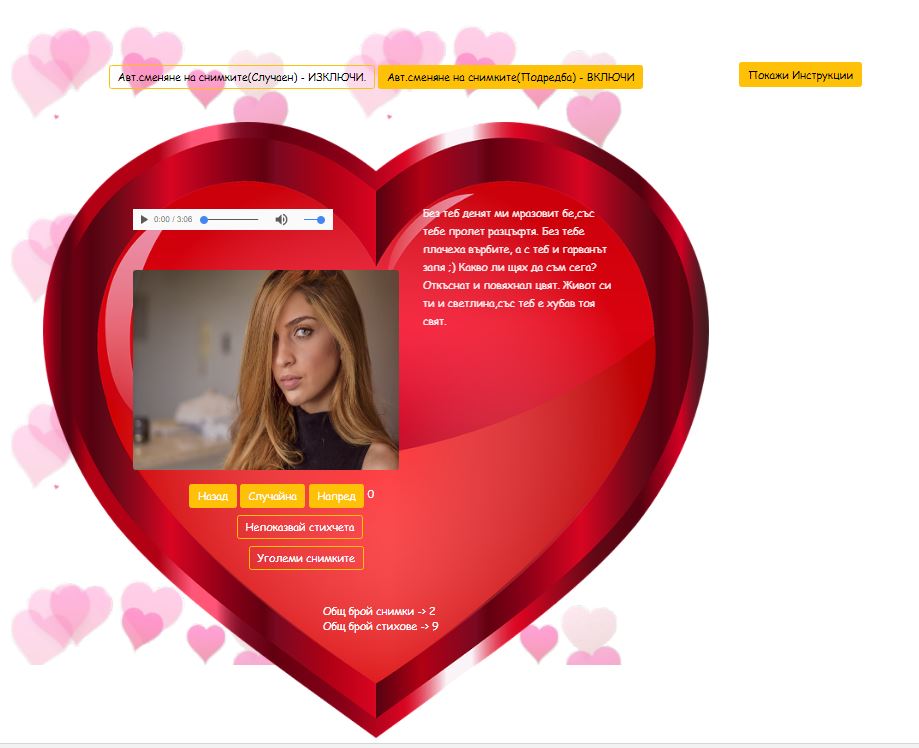 Авт.сменяне на снимките(Случаен) - ИЗКЛЮЧИ.
Авт.сменяне на снимките(Подредба) - ВКЛЮЧИ
Покажи Инструкции
0:00 / 3:06
Без теб денят ми мразовит бе,със
тебе пролет разцъфтя. Без тебе
плачеха върбите, а с теб и гарванът
запя ;) Какво ли щях да съм сега?
Откъснат и повяхнал цвят. Живот си
ти и светлина,със теб е хубав тоя
свят.
Назад
Случайна
Напред
0
Непоказвай стихчета
Уголеми снимките
Общ брой снимки -> 2
Общ брой стихове -> 9